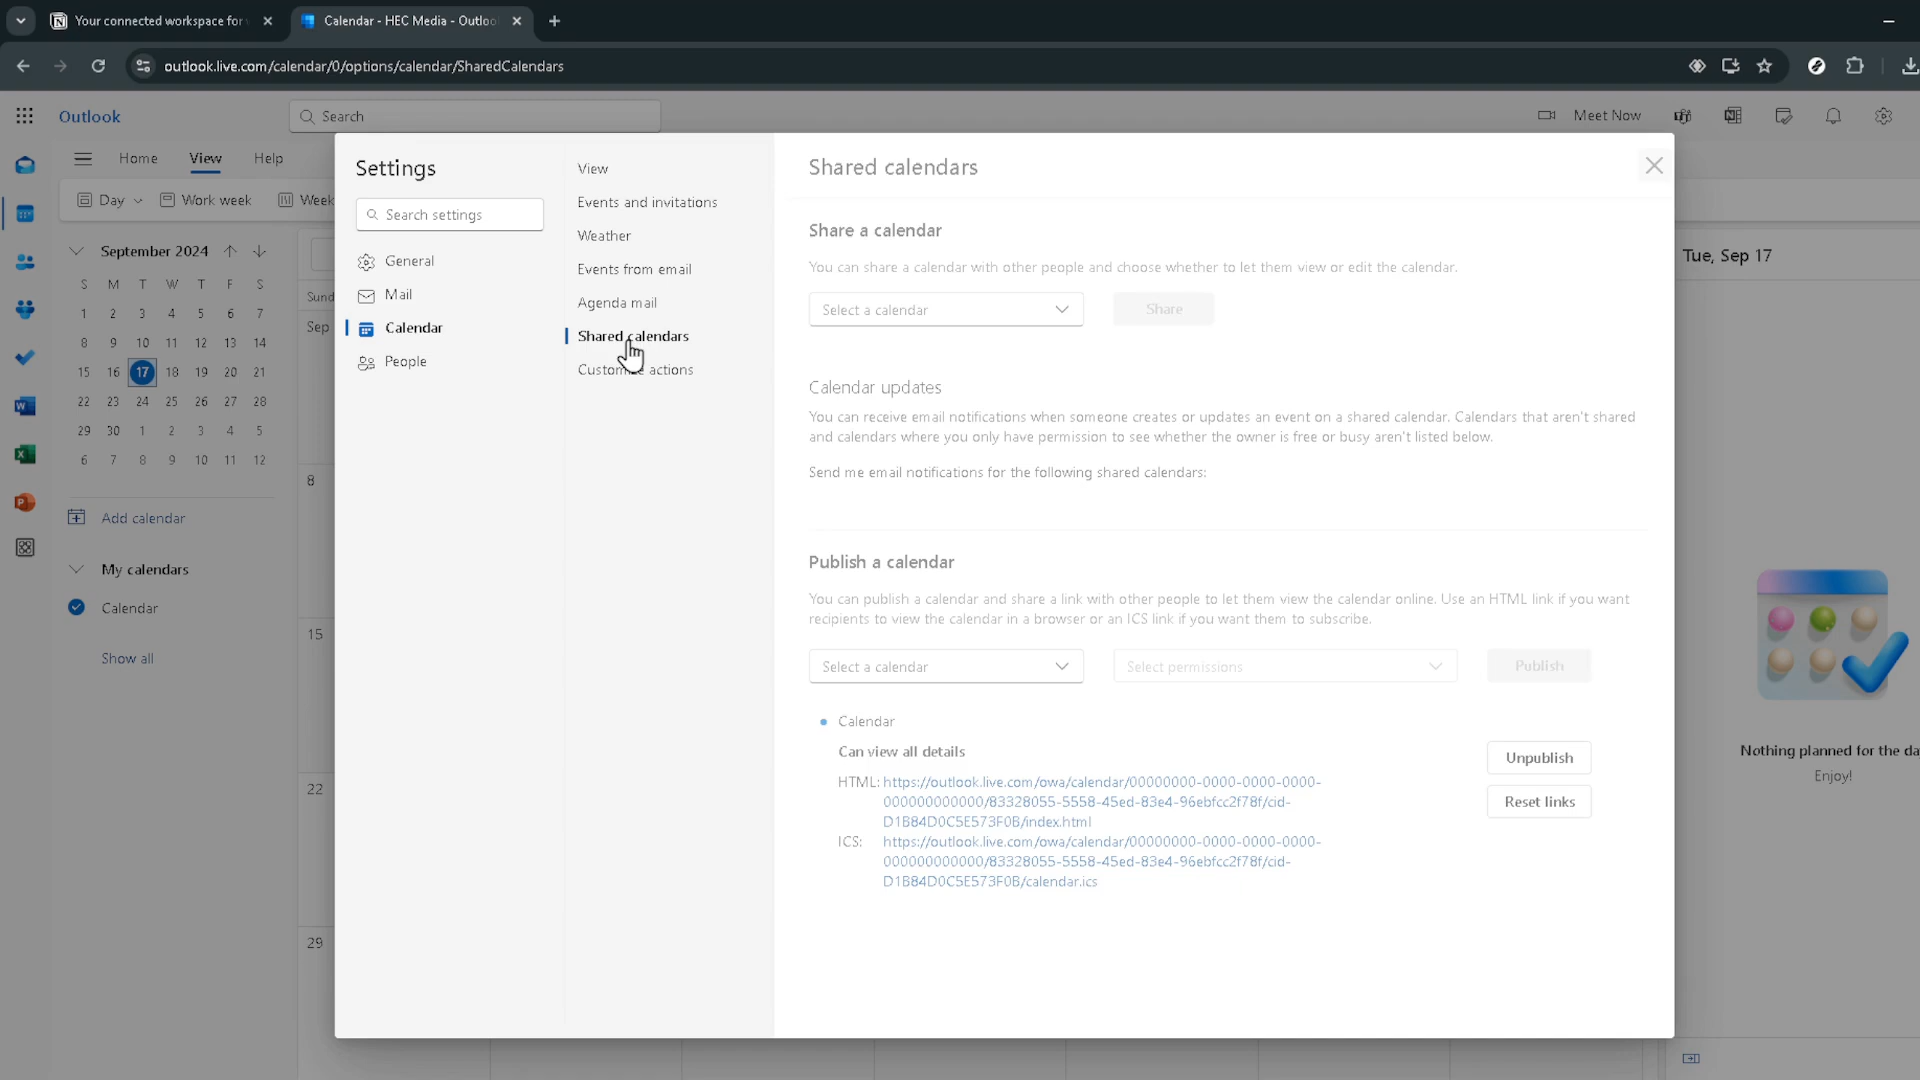 Your connected workspace for
Calendar - HEC Media - Outloo
outlook.live.com/calendar/0/options/calendar/SharedCalendars
Outlook
Search
Meet Now
Home
View
Help
Day
Work week
Week
September 2024
S M T W T F S
1 2 3 4 5 6 7
8 9 10 11 12 13 14
15 16 17 18 19 20 21
22 23 24 25 26 27 28
29 30 1 2 3 4 5
6 7 8 9 10 11 12
Add calendar
My calendars
Calendar
Show all
Sund
Sep
8
15
22
29
Settings
Search settings
General
Mail
Calendar
People
View
Events and invitations
Weather
Events from email
Agenda mail
Shared calendars
Customize actions
Shared calendars
Share a calendar
You can share a calendar with other people and choose whether to let them view or edit the calendar.
Select a calendar
Share
Calendar updates
You can receive email notifications when someone creates or updates an event on a shared calendar. Calendars that aren't shared
and calendars where you only have permission to see whether the owner is free or busy aren't listed below.
Send me email notifications for the following shared calendars:
Publish a calendar
You can publish a calendar and share a link with other people to let them view the calendar online. Use an HTML link if you want
recipients to view the calendar in a browser or an ICS link if you want them to subscribe.
Select a calendar
Select permissions
Publish
Calendar
Can view all details
Unpublish
HTML: https://outlook.live.com/owa/calendar/00000000-0000-0000-0000-
000000000000/83328055-5558-45ed-83e4-96ebfcc2f78f/cid-
D1B84D0C5E573F0B/index.html
Reset links
ICS: https://outlook.live.com/owa/calendar/00000000-0000-0000-0000-
000000000000/83328055-5558-45ed-83e4-96ebfcc2f78f/cid-
D1B84D0C5E573F0B/calendar.ics
Tue, Sep 17
Nothing planned for the da
Enjoy!